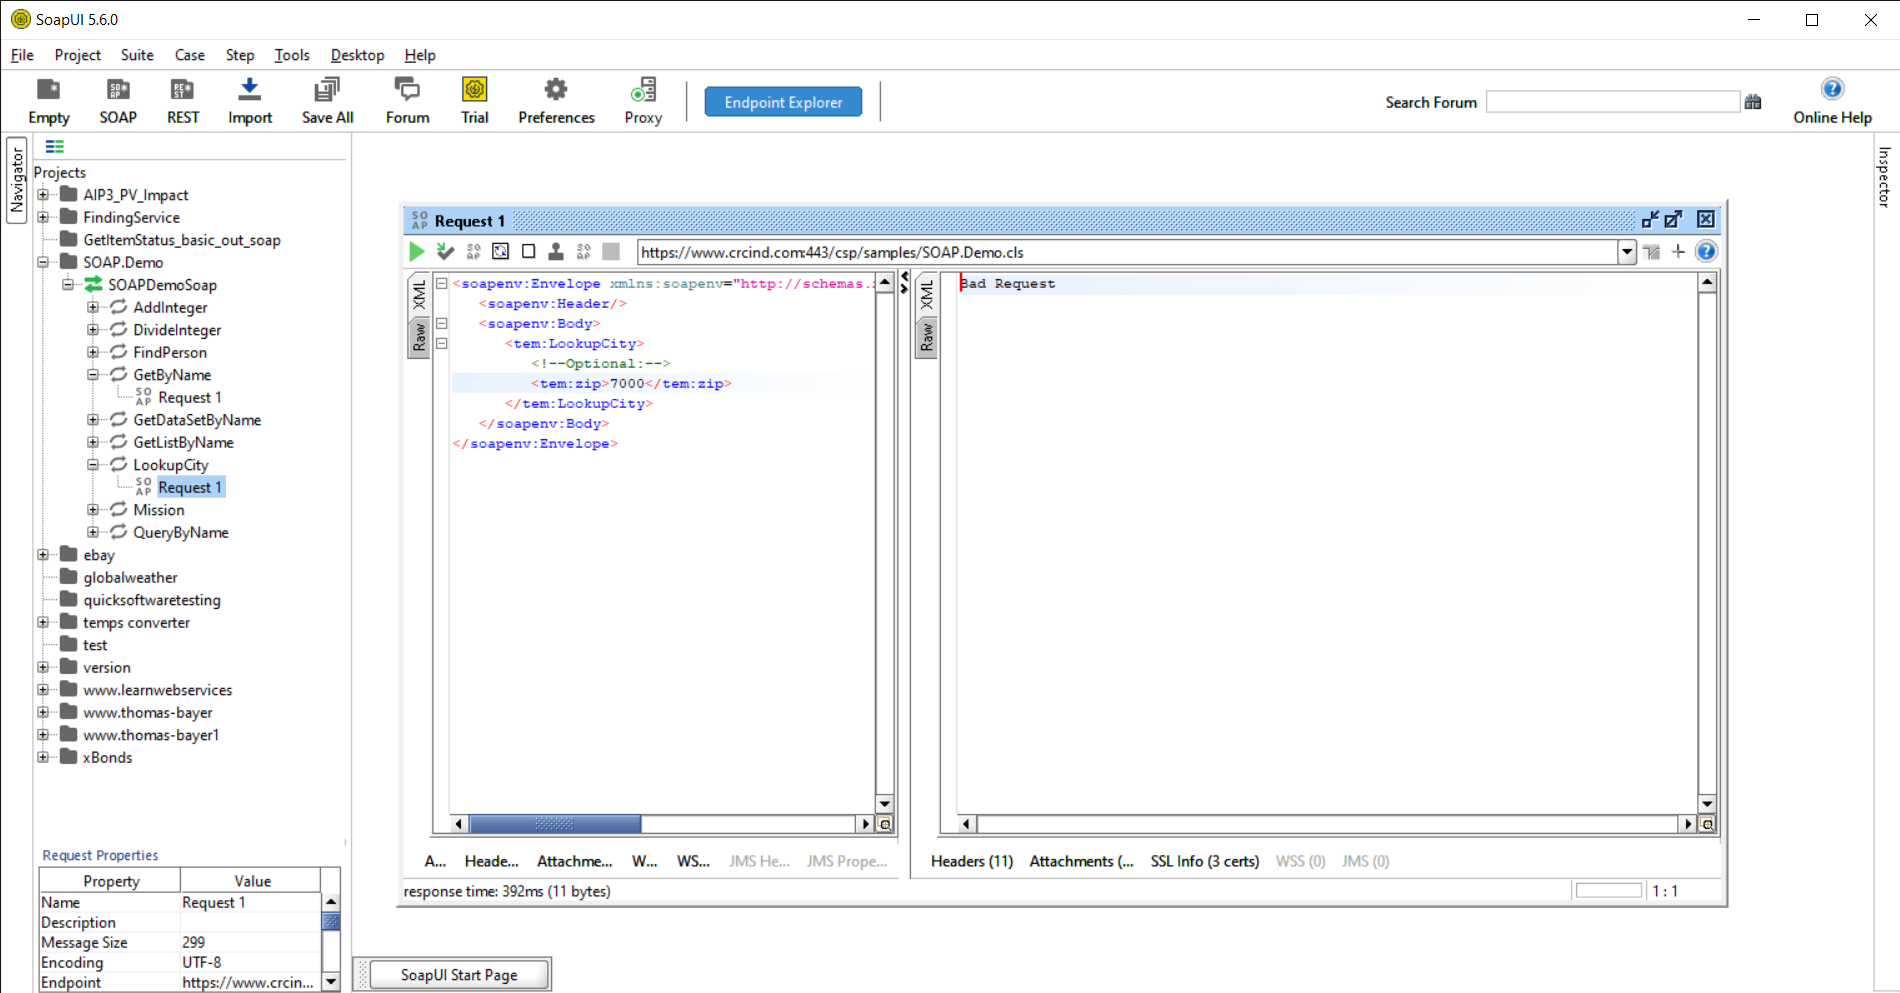 SoapUI 5.6.0
File Project Suite Case Step Tools Desktop Help
Empty SOAP REST Import Save All Forum Trial Preferences Proxy Endpoint Explorer Search Forum Online Help
Navigator
Inspector
Projects
AIP3_PV_Impact
FindingService
GetItemStatus_basic_out_soap
SOAP.Demo
SOAPDemoSoap
AddInteger
DivideInteger
FindPerson
GetByName
Request 1
GetDataSetByName
GetListByName
LookupCity
Request 1
Mission
QueryByName
ebay
globalweather
quicksoftwaretesting
temps converter
test
version
www.learnwebservices
www.thomas-bayer
www.thomas-bayer1
xBonds
Request Properties
Property Value
Name Request 1
Description
Message Size 299
Encoding UTF-8
Endpoint https://www.crcin...
Request 1
https://www.crcind.com:443/csp/samples/SOAP.Demo.cls
XML
Raw
<soapenv:Envelope xmlns:soapenv="http://schemas.
<soapenv:Header/>
<soapenv:Body>
<tem:LookupCity>
<!--Optional:-->
<tem:zip>7000</tem:zip>
</tem:LookupCity>
</soapenv:Body>
</soapenv:Envelope>
XML
Raw
Bad Request
A... Heade... Attachme... W... WS... JMS He... JMS Prope...
Headers (11) Attachments (... SSL Info (3 certs) WSS (0) JMS (0)
response time: 392ms (11 bytes)
1 : 1
SoapUI Start Page